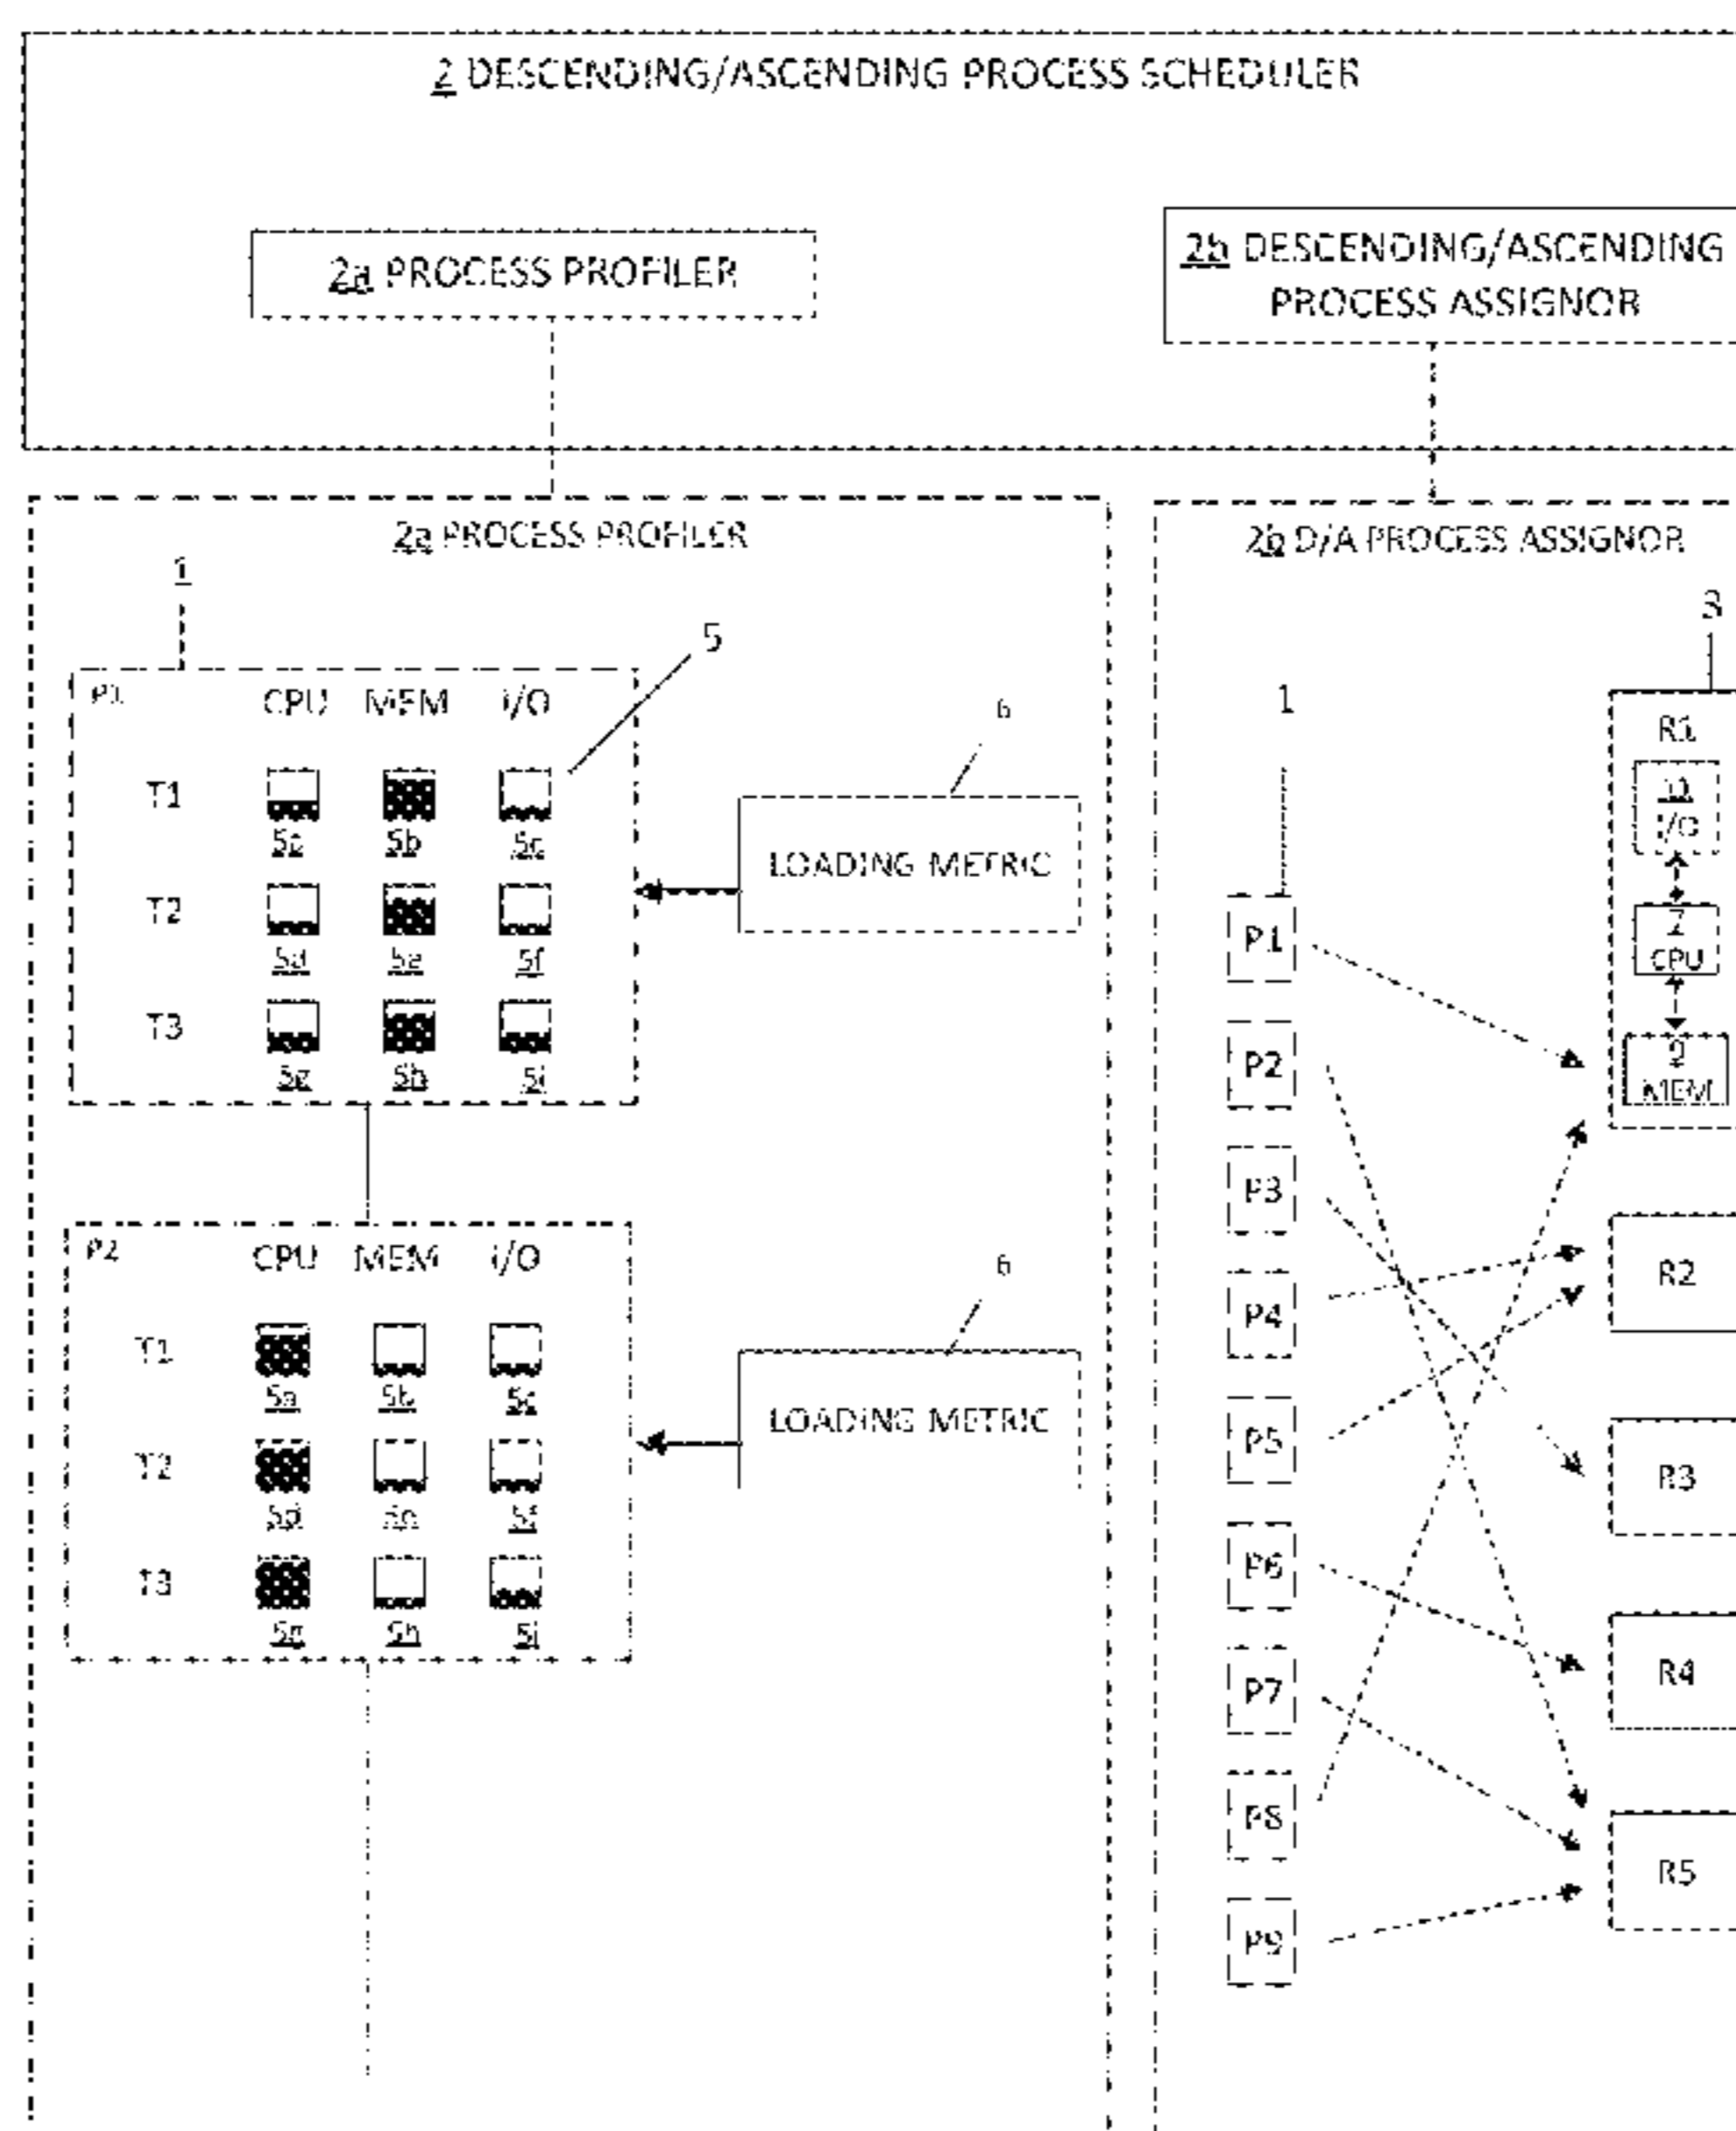 2 DESCENDING/ASCENDING PROCESS SCHEDULER
2a PROCESS PROFILER
2b DESCENDING/ASCENDING
PROCESS ASSIGNOR
2a PROCESS PROFILER
1
5
P1 CPU MEM I/O
T1
5b 5c
T2
5d 5e 5f
T3
5g 5h 5i
6
LOADING METRIC
P2 CPU MEM I/O
T1
5a 5b 5c
T2
5d 5e 5f
T3
5g 5h 5i
6
LOADING METRIC
2b D/A PROCESS ASSIGNOR
1
3
P1
P2
P3
P4
P5
P6
P7
P8
P9
R1
11
I/O
7
CPU
9
MEM
R2
R3
R4
R5